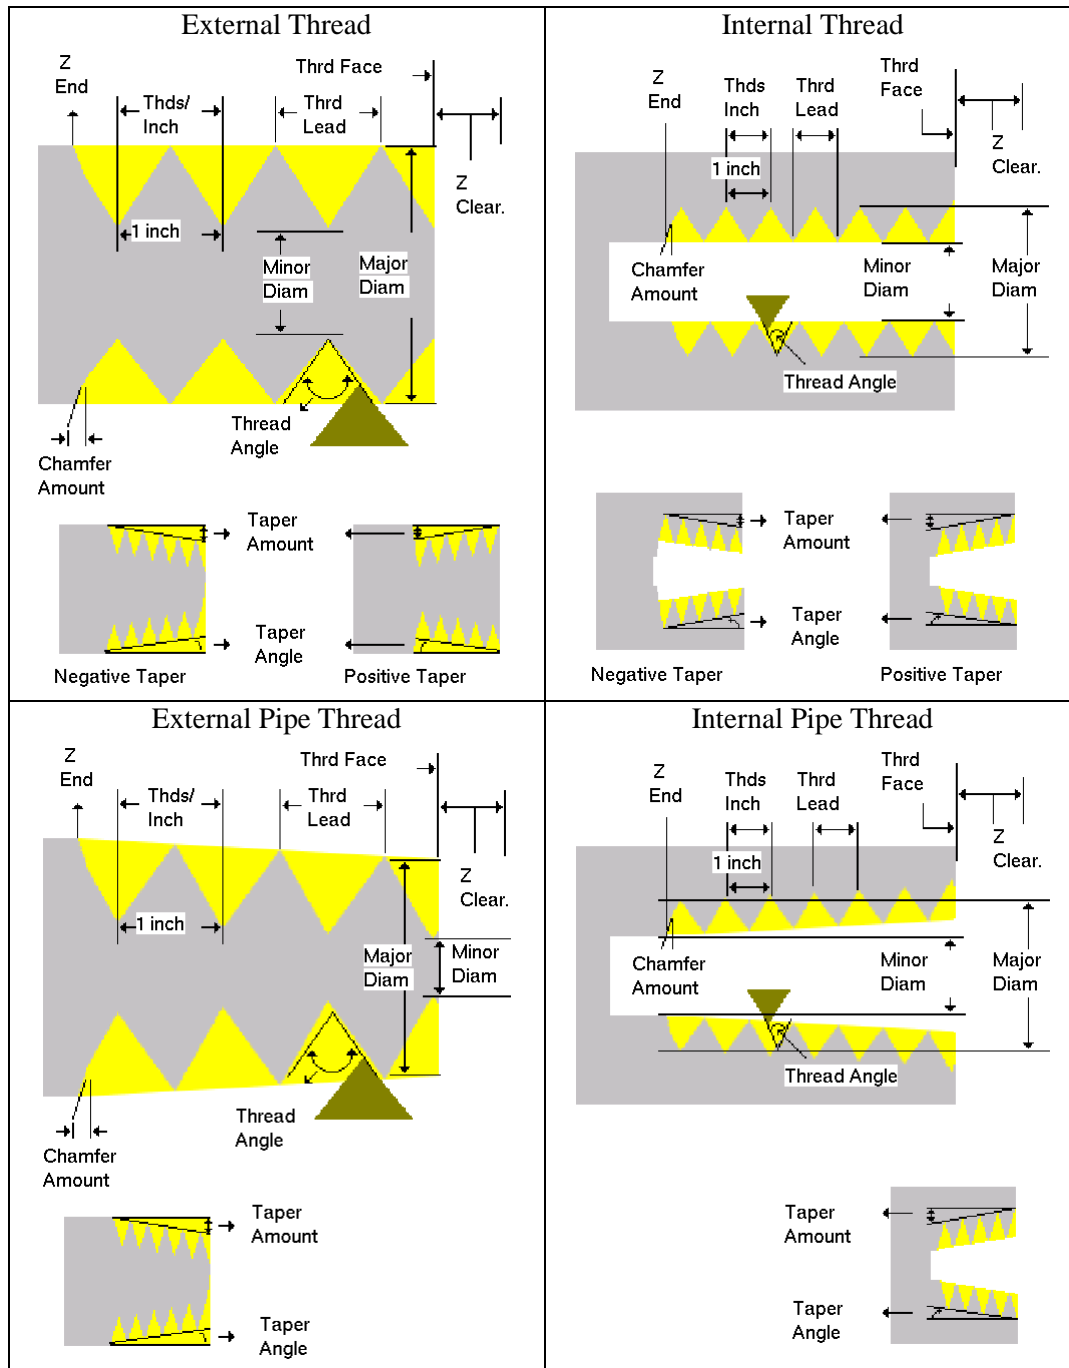 External Thread
Z
End
Thrd Face
Thds/
Inch
Thrd
Lead
Z
Clear.
1 inch
Minor
Diam
Major
Diam
Thread
Angle
Chamfer
Amount
Taper
Amount
Taper
Angle
Negative Taper
Positive Taper
Internal Thread
Z
End
Thds
Inch
Thrd
Lead
Thrd
Face
Z
Clear.
1 inch
Chamfer
Amount
Minor
Diam
Major
Diam
Thread Angle
Taper
Amount
Taper
Angle
Negative Taper
Positive Taper
External Pipe Thread
Z
End
Thrd Face
Thds/
Inch
Thrd
Lead
Z
Clear.
1 inch
Major
Diam
Minor
Diam
Thread
Angle
Chamfer
Amount
Taper
Amount
Taper
Angle
Internal Pipe Thread
Z
End
Thds
Inch
Thrd
Lead
Thrd
Face
Z
Clear.
1 inch
Chamfer
Amount
Minor
Diam
Major
Diam
Thread Angle
Taper
Amount
Taper
Angle